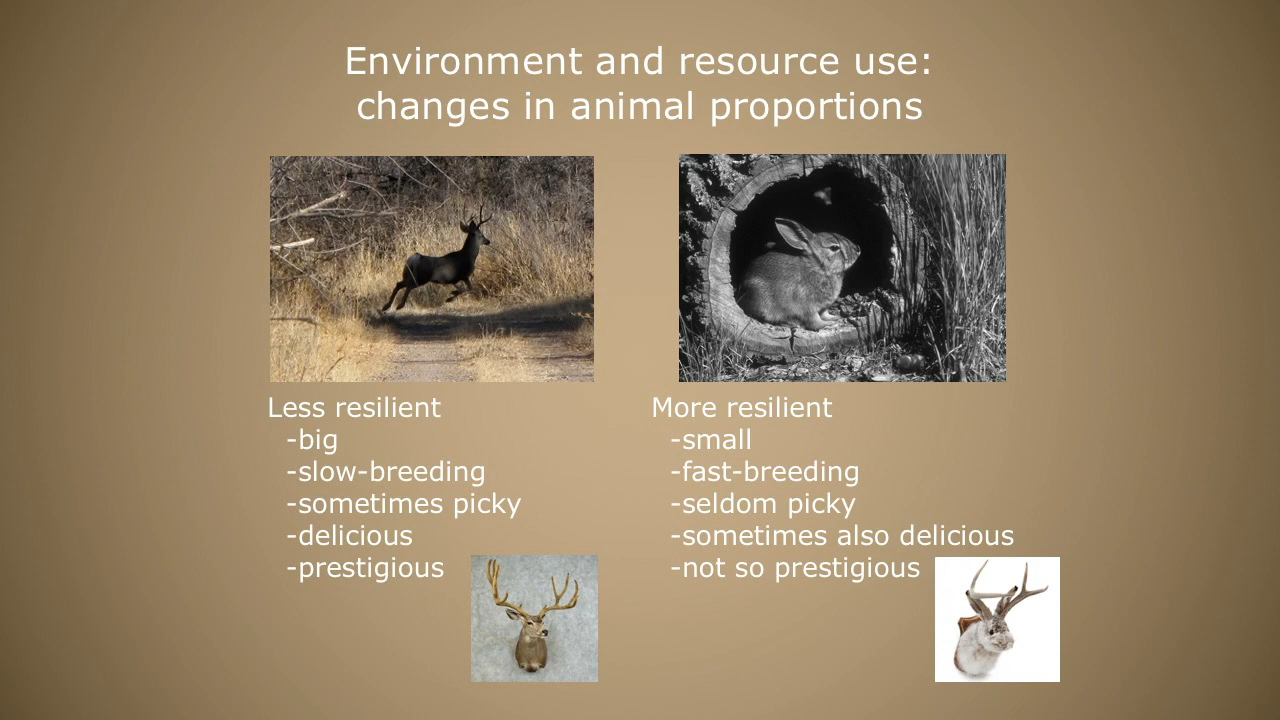 Environment and resource use:
changes in animal proportions
Less resilient
-big
-slow-breeding
-sometimes picky
-delicious
-prestigious
More resilient
-small
-fast-breeding
-seldom picky
-sometimes also delicious
-not so prestigious